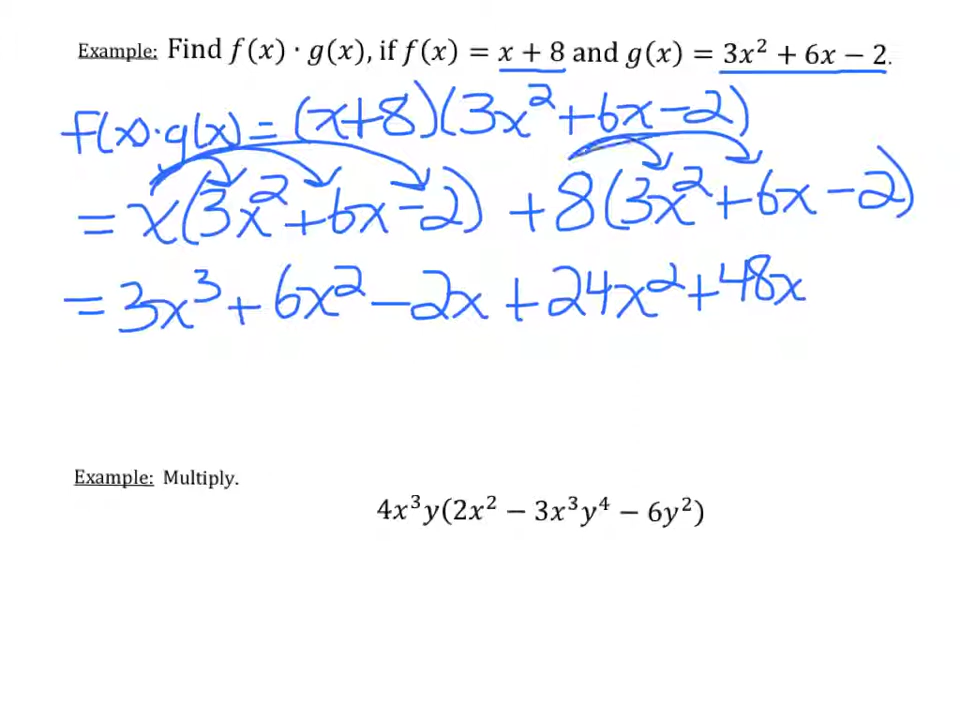 Example: Find f(x) · g(x), if f(x) = x + 8 and g(x) = 3x² + 6x − 2.
f(x)·g(x) = (x+8)(3x²+6x−2)
= x(3x²+6x−2) + 8(3x²+6x−2)
= 3x³ + 6x² − 2x + 24x² + 48x
Example: Multiply.
4x³y(2x² − 3x³y⁴ − 6y²)